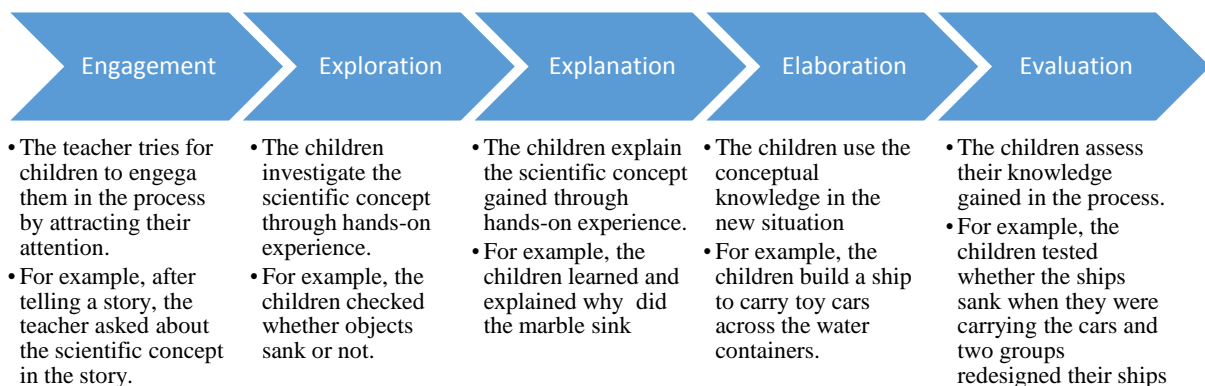 Engagement
Exploration
Explanation
Elaboration
Evaluation
• The teacher tries for
children to engega
them in the process
by attracting their
attention.
• For example, after
telling a story, the
teacher asked about
the scientific concept
in the story.
• The children
investigate the
scientific concept
through hands-on
experience.
• For example, the
children checked
whether objects
sank or not.
• The children explain
the scientific concept
gained through
hands-on experience.
• For example, the
children learned and
explained why did
the marble sink
• The children use the
conceptual
knowledge in the
new situation
• For example, the
children build a ship
to carry toy cars
across the water
containers.
• The children assess
their knowledge
gained in the process.
• For example, the
children tested
whether the ships
sank when they were
carrying the cars and
two groups
redesigned their ships